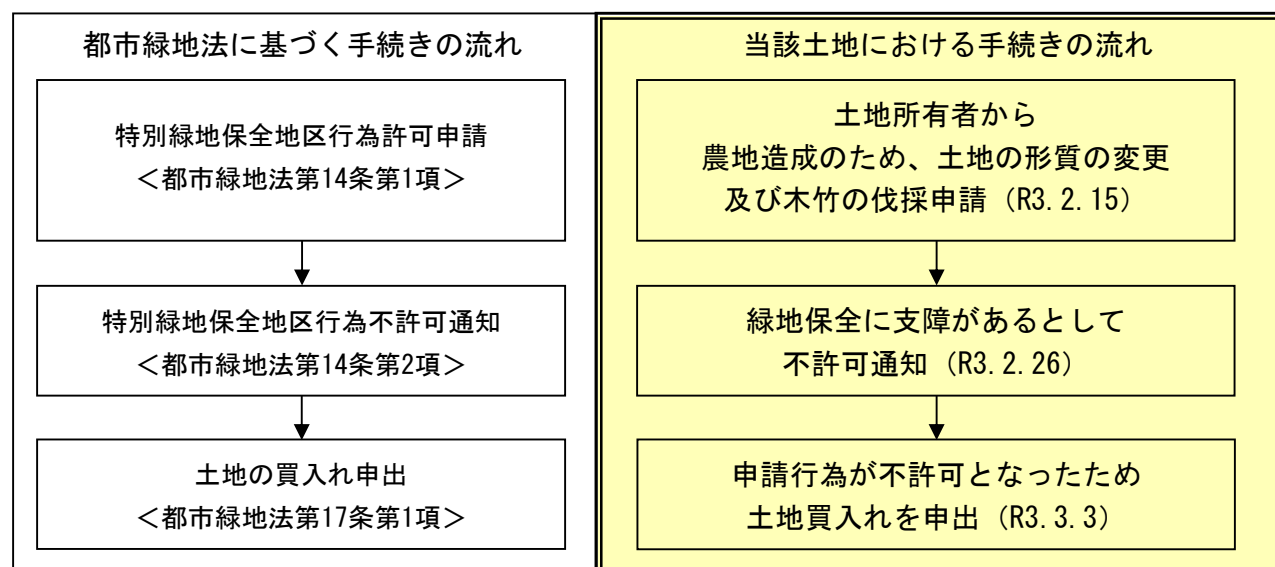 都市緑地法に基づく手続きの流れ
特別緑地保全地区行為許可申請
＜都市緑地法第14条第1項＞
特別緑地保全地区行為不許可通知
＜都市緑地法第14条第2項＞
土地の買入れ申出
＜都市緑地法第17条第1項＞
当該土地における手続きの流れ
土地所有者から
農地造成のため、土地の形質の変更
及び木竹の伐採申請（R3.2.15）
緑地保全に支障があるとして
不許可通知（R3.2.26）
申請行為が不許可となったため
土地買入れを申出（R3.3.3）